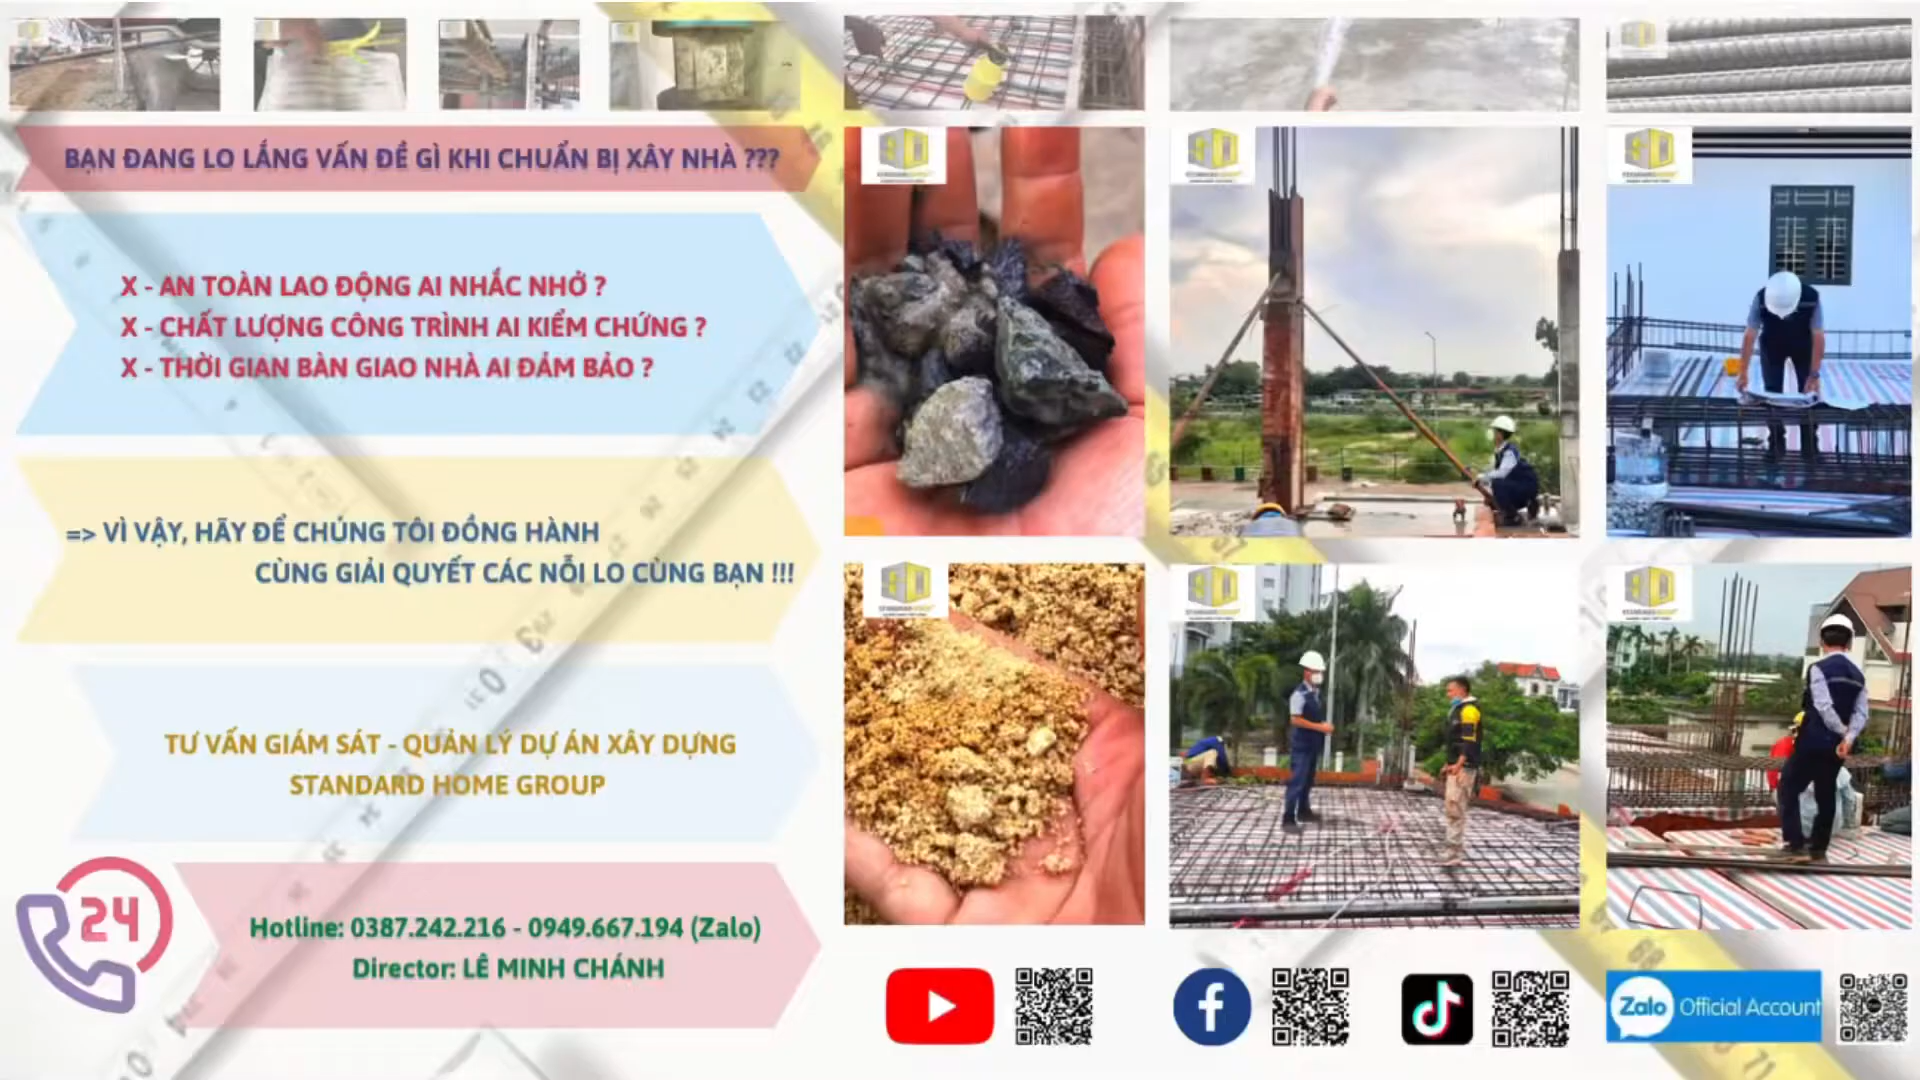 BẠN ĐANG LO LẮNG VẤN ĐỀ GÌ KHI CHUẨN BỊ XÂY NHÀ ???
X - AN TOÀN LAO ĐỘNG AI NHẮC NHỞ ?
X - CHẤT LƯỢNG CÔNG TRÌNH AI KIỂM CHỨNG ?
X - THỜI GIAN BÀN GIAO NHÀ AI ĐẢM BẢO ?
=> VÌ VẬY, HÃY ĐỂ CHÚNG TÔI ĐỒNG HÀNH
CÙNG GIẢI QUYẾT CÁC NỖI LO CÙNG BẠN !!!
TƯ VẤN GIÁM SÁT - QUẢN LÝ DỰ ÁN XÂY DỰNG
STANDARD HOME GROUP
24
Hotline: 0387.242.216 - 0949.667.194 (Zalo)
Director: LÊ MINH CHÁNH
Zalo Official Account